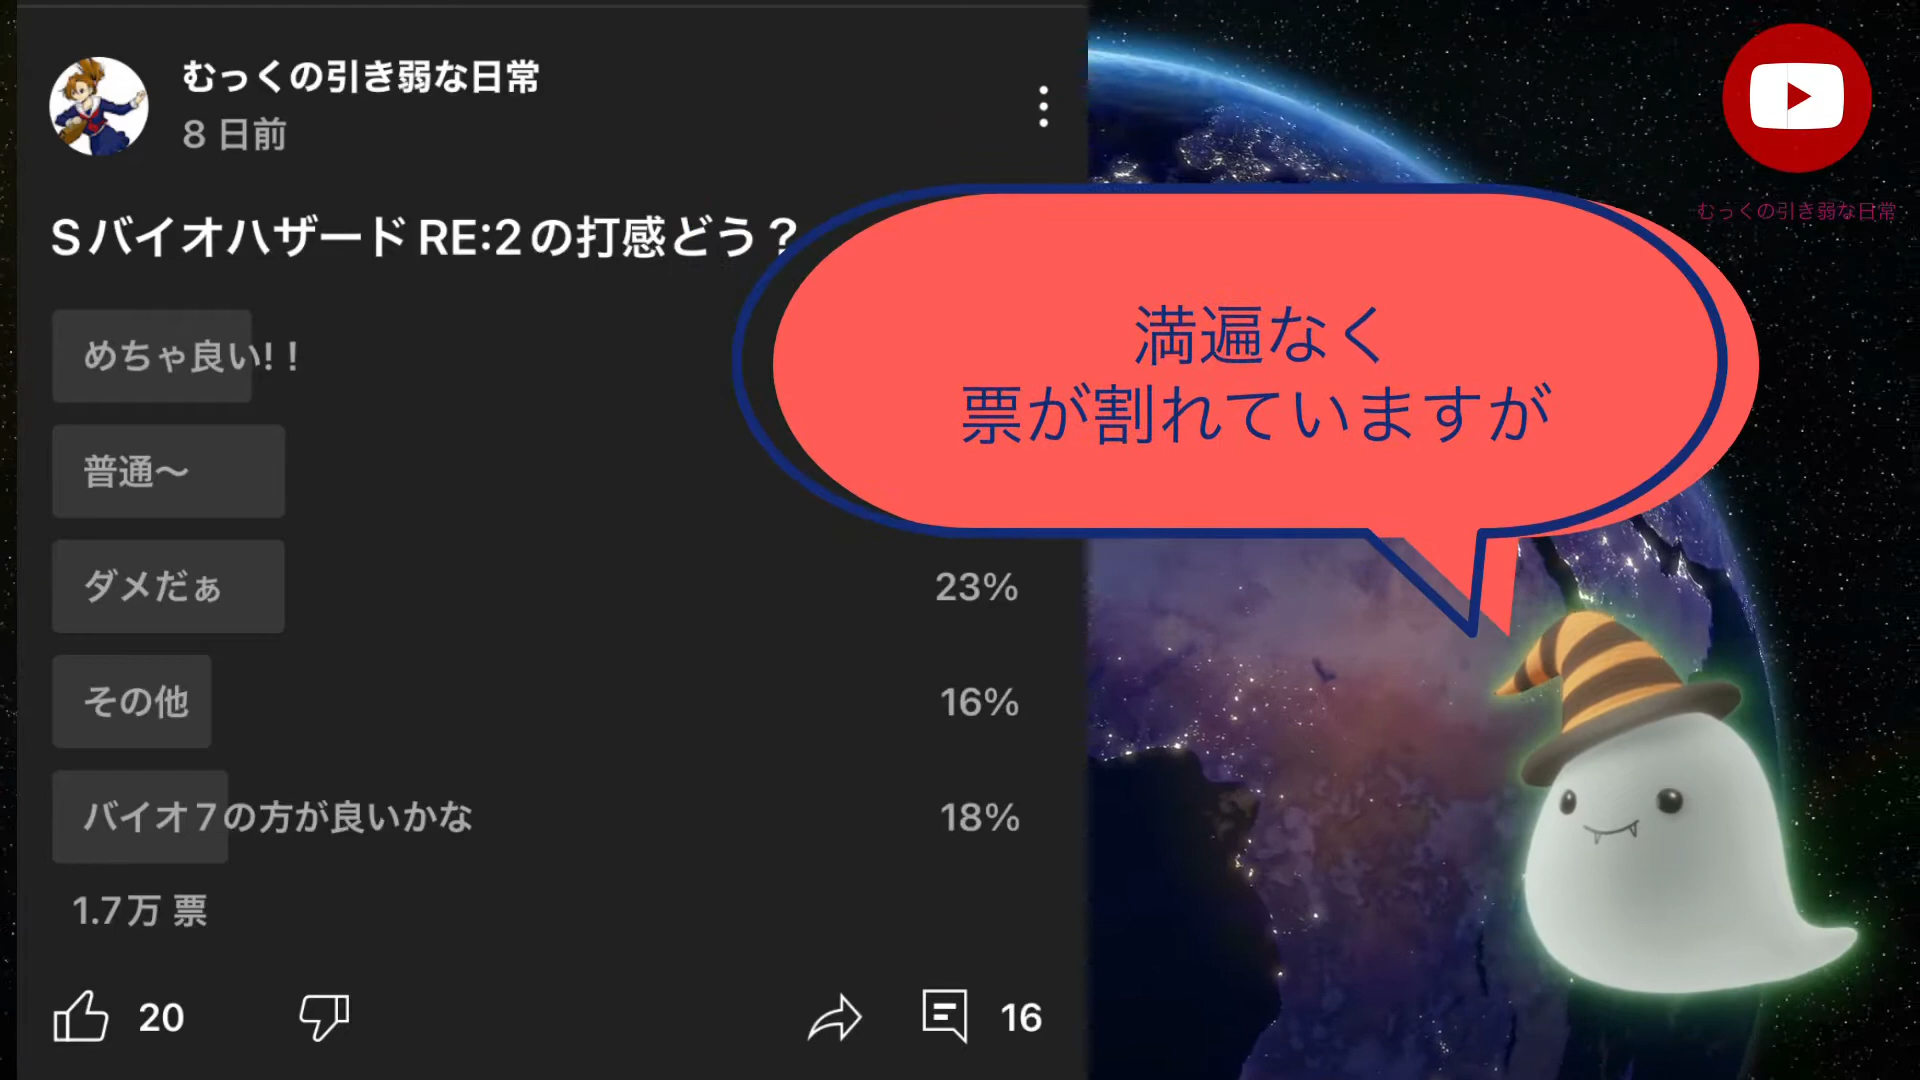 むっくの引き弱な日常
8 日前
SバイオハザードRE:2の打感どう？
めちゃ良い!！
普通〜
ダメだぁ
23%
その他
16%
バイオ7の方が良いかな
18%
1.7万 票
20
16
満遍なく
票が割れていますが
むっくの引き弱な日常